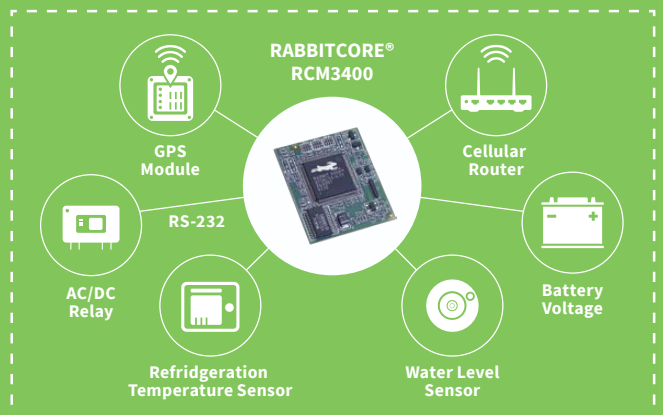 RABBITCORE®
RCM3400
GPS
Module
Cellular
Router
RS-232
AC/DC
Relay
Battery
Voltage
Refridgeration
Temperature Sensor
Water Level
Sensor